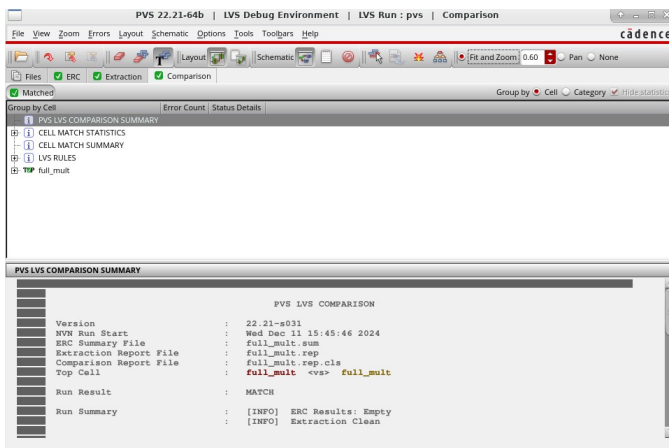 PVS 22.21-64b | LVS Debug Environment | LVS Run : pvs | Comparison
File View Zoom Errors Layout Schematic Options Tools Toolbars Help cādence
Layout Schematic Fit and Zoom 0.60 Pan None
Files ERC Extraction Comparison
Matched Group by Cell Category Hide statistic
Group by Cell Error Count Status Details
PVS LVS COMPARISON SUMMARY
CELL MATCH STATISTICS
CELL MATCH SUMMARY
LVS RULES
TOP full_mult
PVS LVS COMPARISON SUMMARY
PVS LVS COMPARISON
Version : 22.21-s031
NVN Run Start : Wed Dec 11 15:45:46 2024
ERC Summary File : full_mult.sum
Extraction Report File : full_mult.rep
Comparison Report File : full_mult.rep.cls
Top Cell : full_mult <vs> full_mult
Run Result : MATCH
Run Summary : [INFO] ERC Results: Empty
: [INFO] Extraction Clean